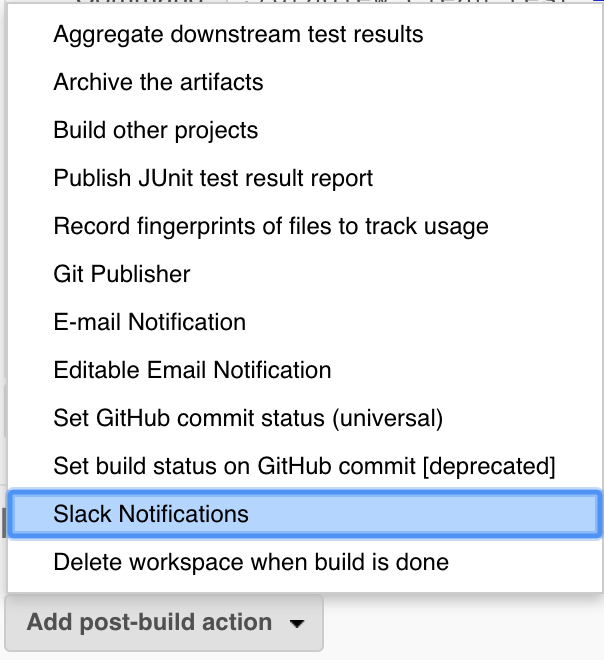 Aggregate downstream test results
Archive the artifacts
Build other projects
Publish JUnit test result report
Record fingerprints of files to track usage
Git Publisher
E-mail Notification
Editable Email Notification
Set GitHub commit status (universal)
Set build status on GitHub commit [deprecated]
Slack Notifications
Delete workspace when build is done
Add post-build action